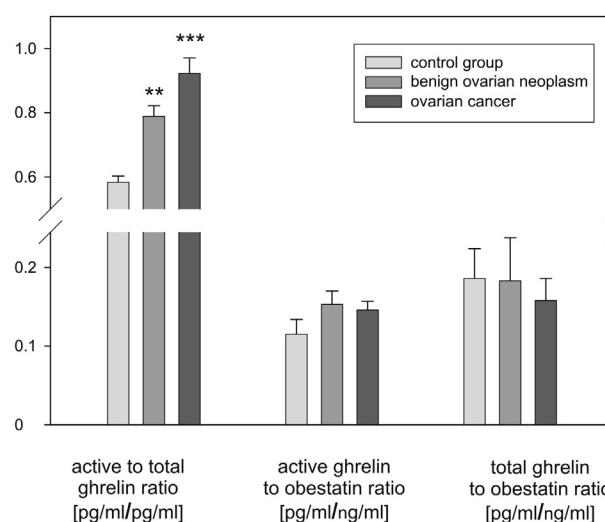 1.0
0.8
0.6
0.2
0.1
0
**
***
control group
benign ovarian neoplasm
ovarian cancer
active to total
ghrelin ratio
[pg/ml/pg/ml]
active ghrelin
to obestatin ratio
[pg/ml/ng/ml]
total ghrelin
to obestatin ratio
[pg/ml/ng/ml]